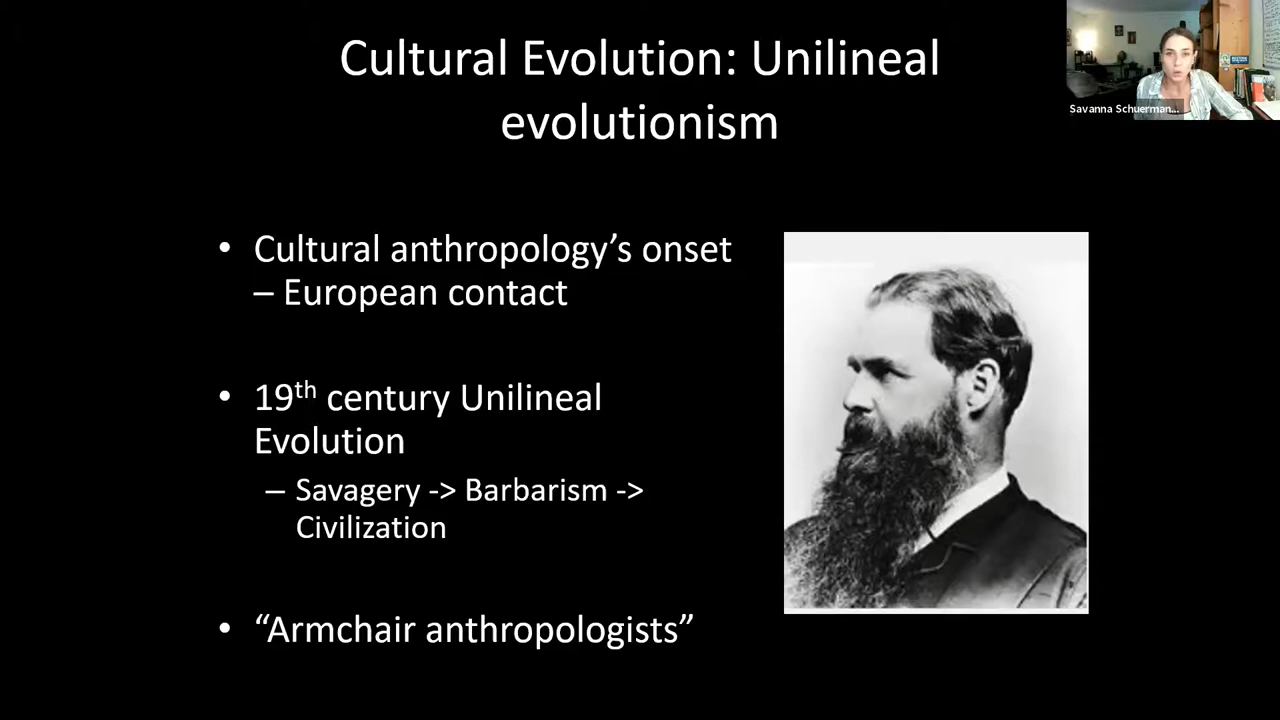 Cultural Evolution: Unilineal
evolutionism
Savanna Schuerman...
• Cultural anthropology’s onset
– European contact
• 19th century Unilineal
Evolution
– Savagery -> Barbarism ->
Civilization
• “Armchair anthropologists”